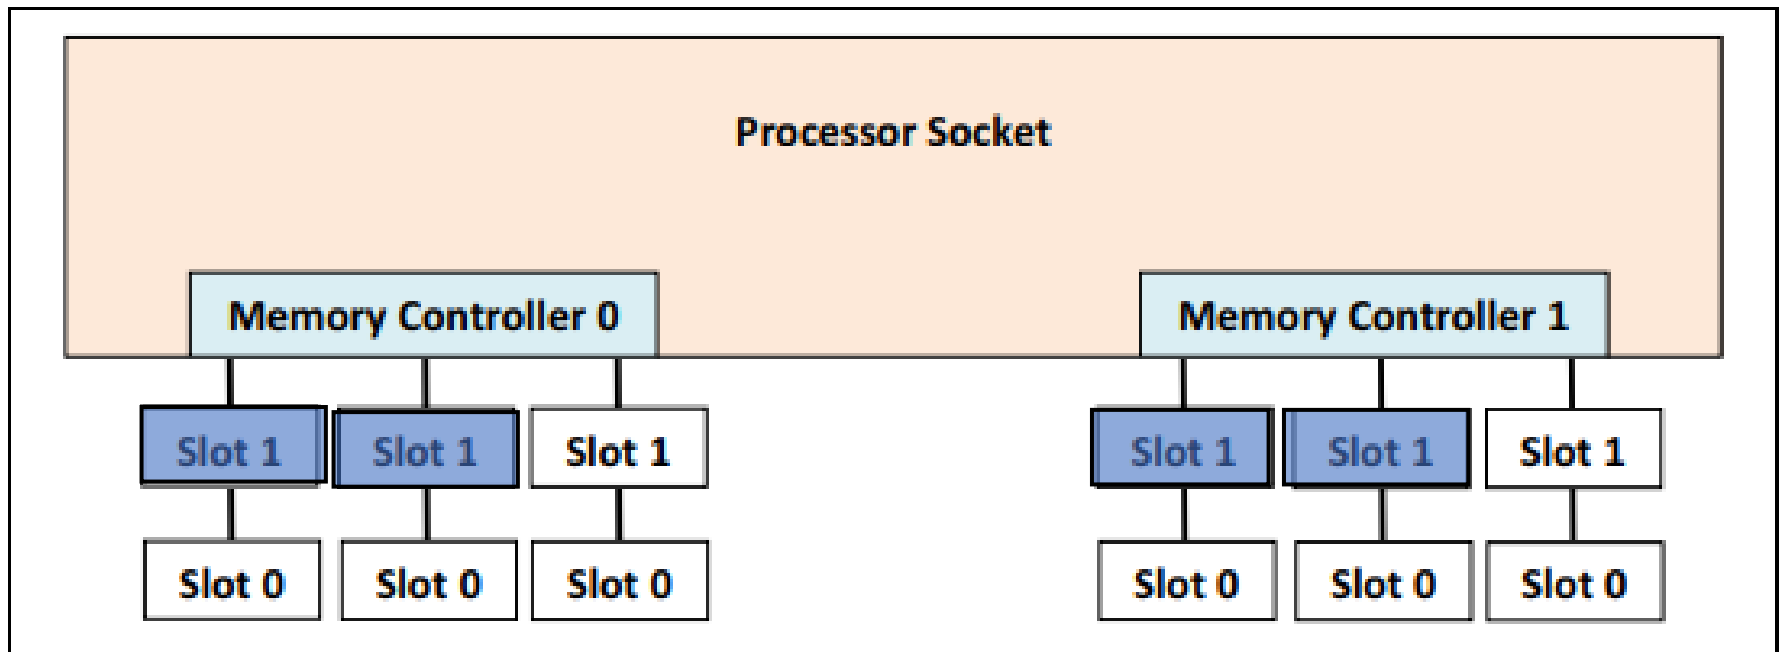 Processor Socket
Memory Controller 0 Memory Controller 1
Slot 1 Slot 1 Slot 1 Slot 1 Slot 1 Slot 1
Slot 0 Slot 0 Slot 0 Slot 0 Slot 0 Slot 0